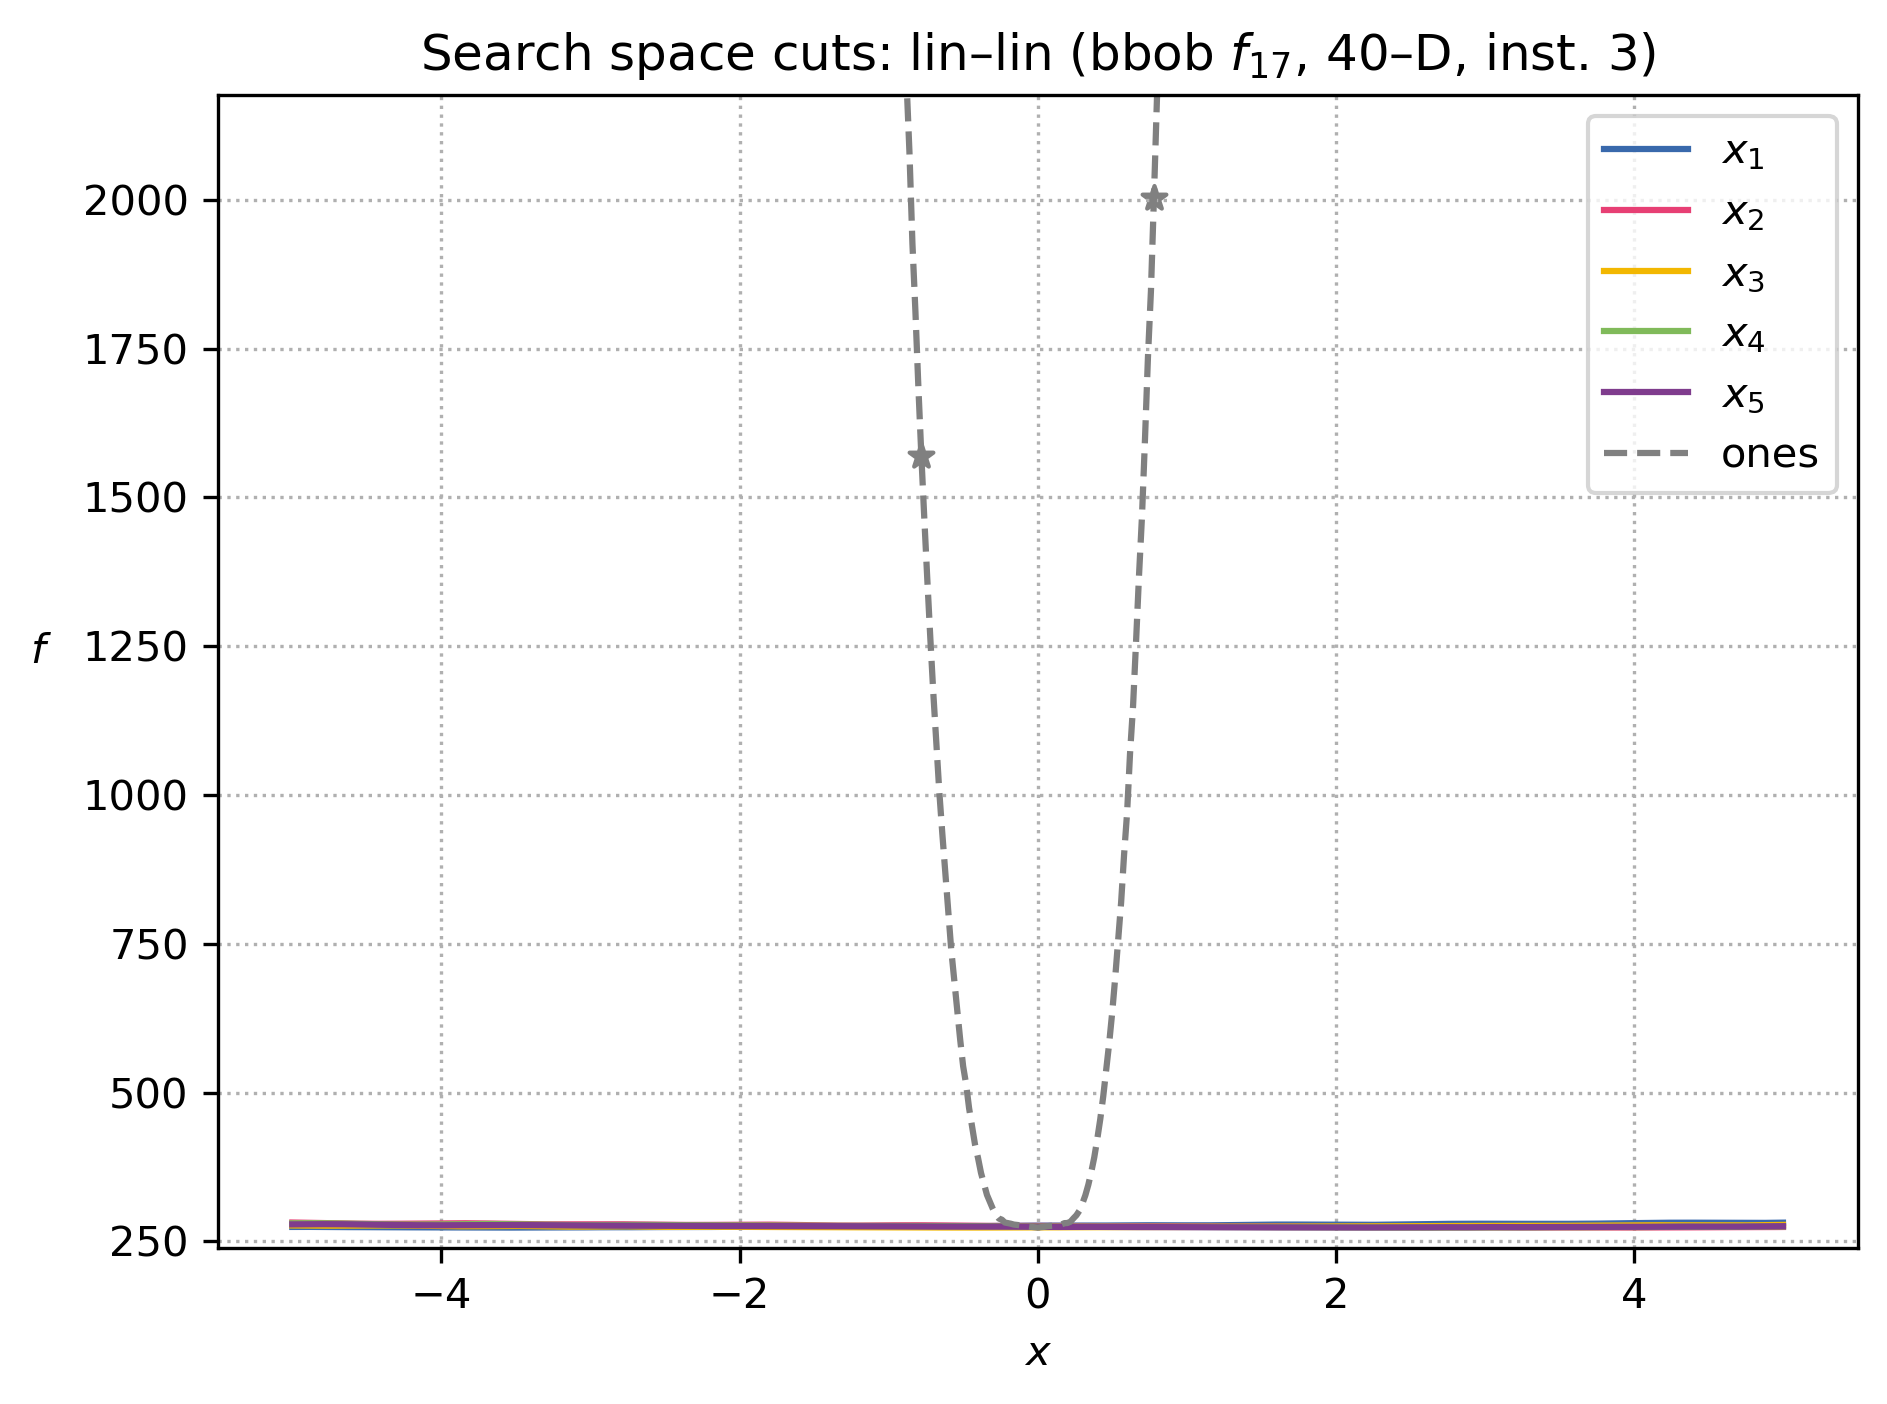 Search space cuts: lin–lin (bbob f₁₇, 40–D, inst. 3)
x₁
x₂
x₃
x₄
x₅
ones
2000
1750
1500
1250
1000
750
500
250
f
−4
−2
0
2
4
x